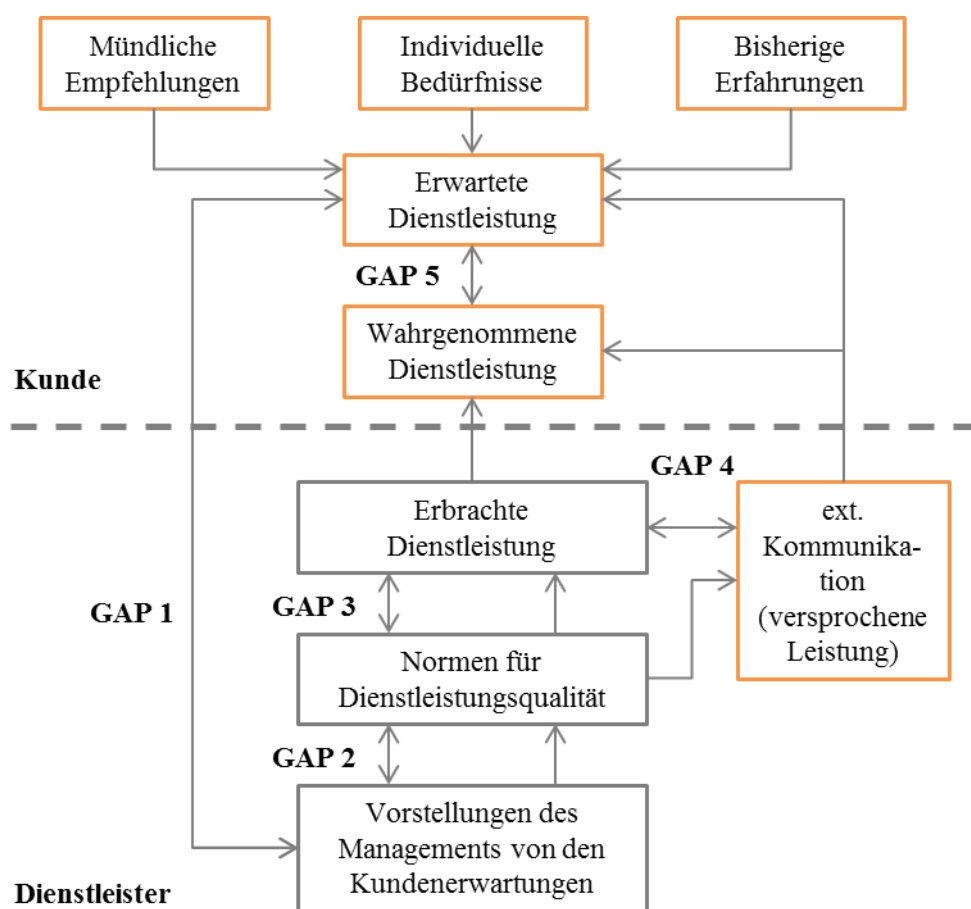 Mündliche
Empfehlungen
Individuelle
Bedürfnisse
Bisherige
Erfahrungen
Erwartete
Dienstleistung
GAP 5
Wahrgenommene
Dienstleistung
Kunde
GAP 4
Erbrachte
Dienstleistung
ext.
Kommunika-
tion
(versprochene
Leistung)
GAP 1
GAP 3
Normen für
Dienstleistungsqualität
GAP 2
Vorstellungen des
Managements von den
Kundenerwartungen
Dienstleister